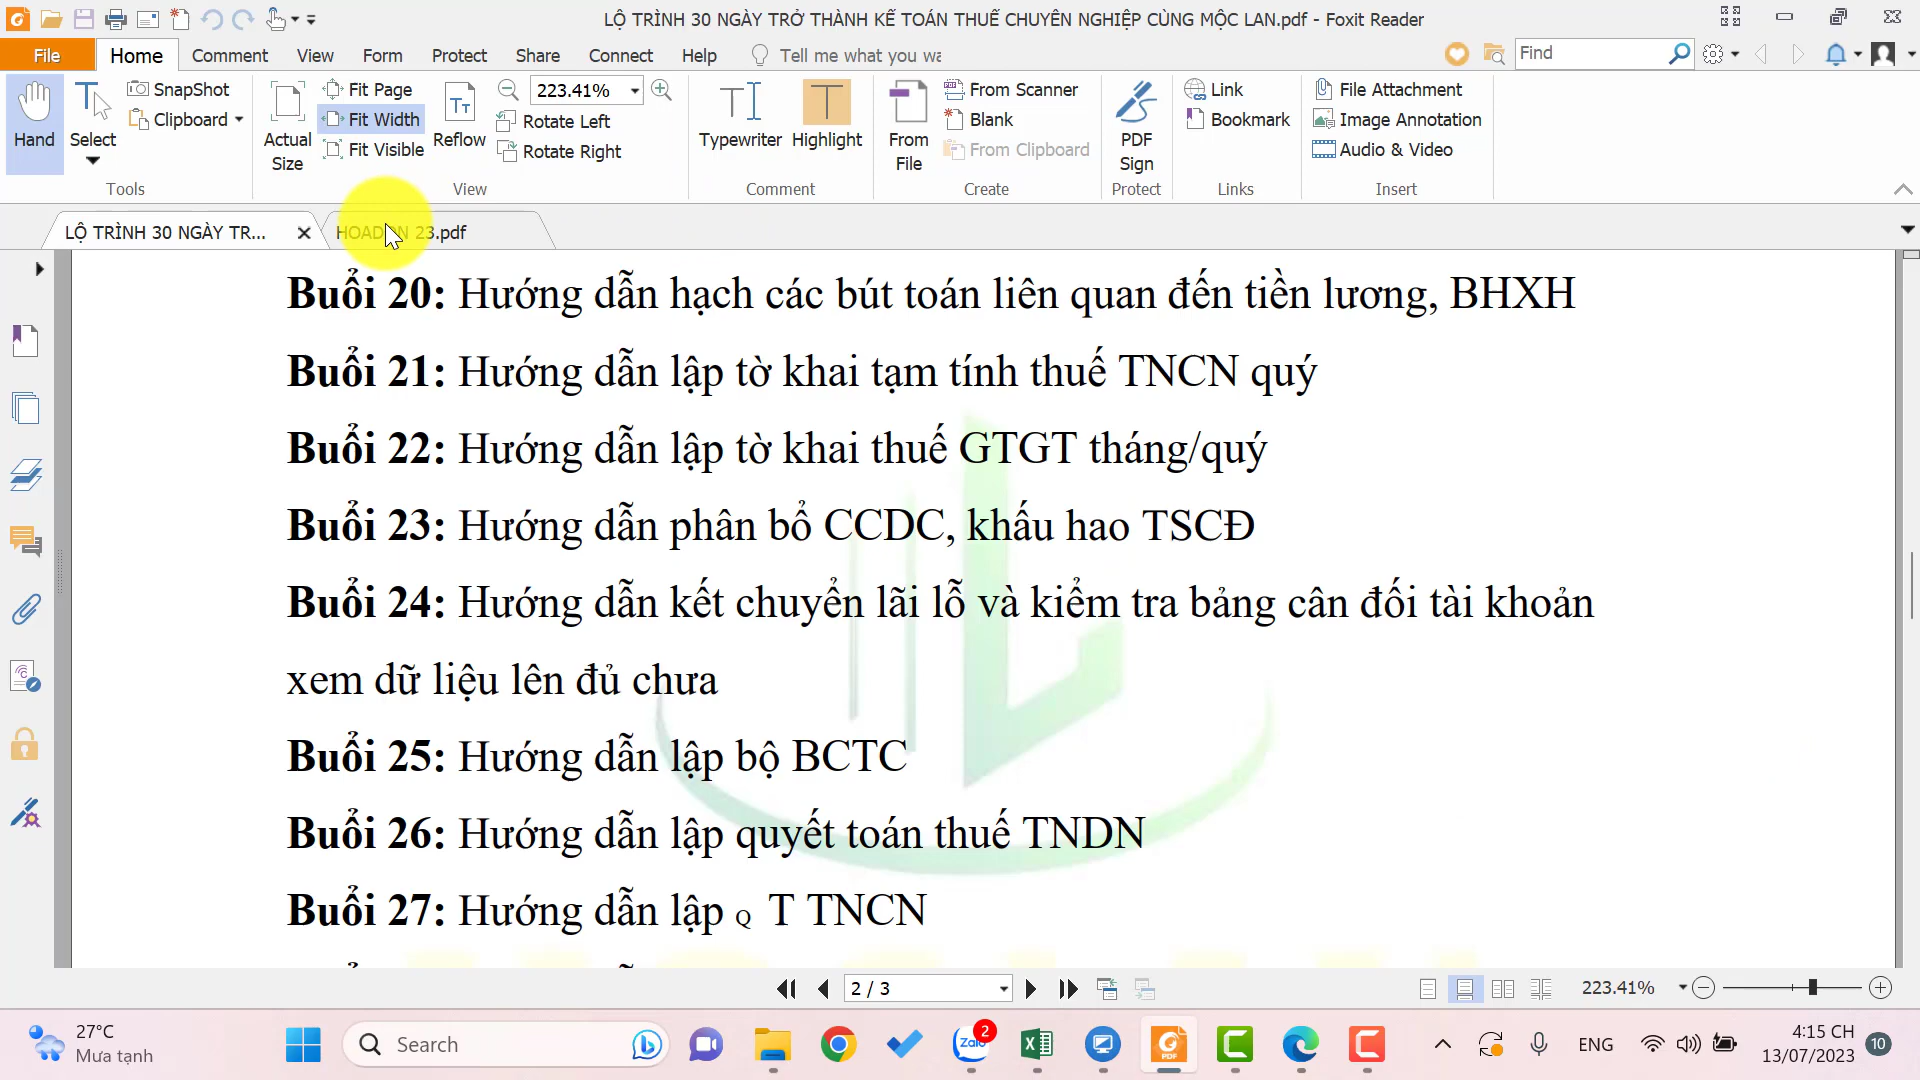 LỘ TRÌNH 30 NGÀY TRỞ THÀNH KẾ TOÁN THUẾ CHUYÊN NGHIỆP CÙNG MỘC LAN.pdf - Foxit Reader
File Home Comment View Form Protect Share Connect Help Tell me what you wa Find
Hand
Select
SnapShot
Clipboard
Tools
Actual Size
Fit Page
Fit Width
Fit Visible
Reflow
223.41%
Rotate Left
Rotate Right
View
Typewriter
Highlight
Comment
From File
From Scanner
Blank
From Clipboard
Create
PDF Sign
Protect
Link
Bookmark
Links
File Attachment
Image Annotation
Audio & Video
Insert
LỘ TRÌNH 30 NGÀY TR... HOADON 23.pdf
Buổi 20: Hướng dẫn hạch các bút toán liên quan đến tiền lương, BHXH
Buổi 21: Hướng dẫn lập tờ khai tạm tính thuế TNCN quý
Buổi 22: Hướng dẫn lập tờ khai thuế GTGT tháng/quý
Buổi 23: Hướng dẫn phân bổ CCDC, khấu hao TSCĐ
Buổi 24: Hướng dẫn kết chuyển lãi lỗ và kiểm tra bảng cân đối tài khoản
xem dữ liệu lên đủ chưa
Buổi 25: Hướng dẫn lập bộ BCTC
Buổi 26: Hướng dẫn lập quyết toán thuế TNDN
Buổi 27: Hướng dẫn lập Q T TNCN
2 / 3
223.41%
27°C
Mưa tạnh
Search
Zalo
2
PDF
ENG
4:15 CH
13/07/2023
10